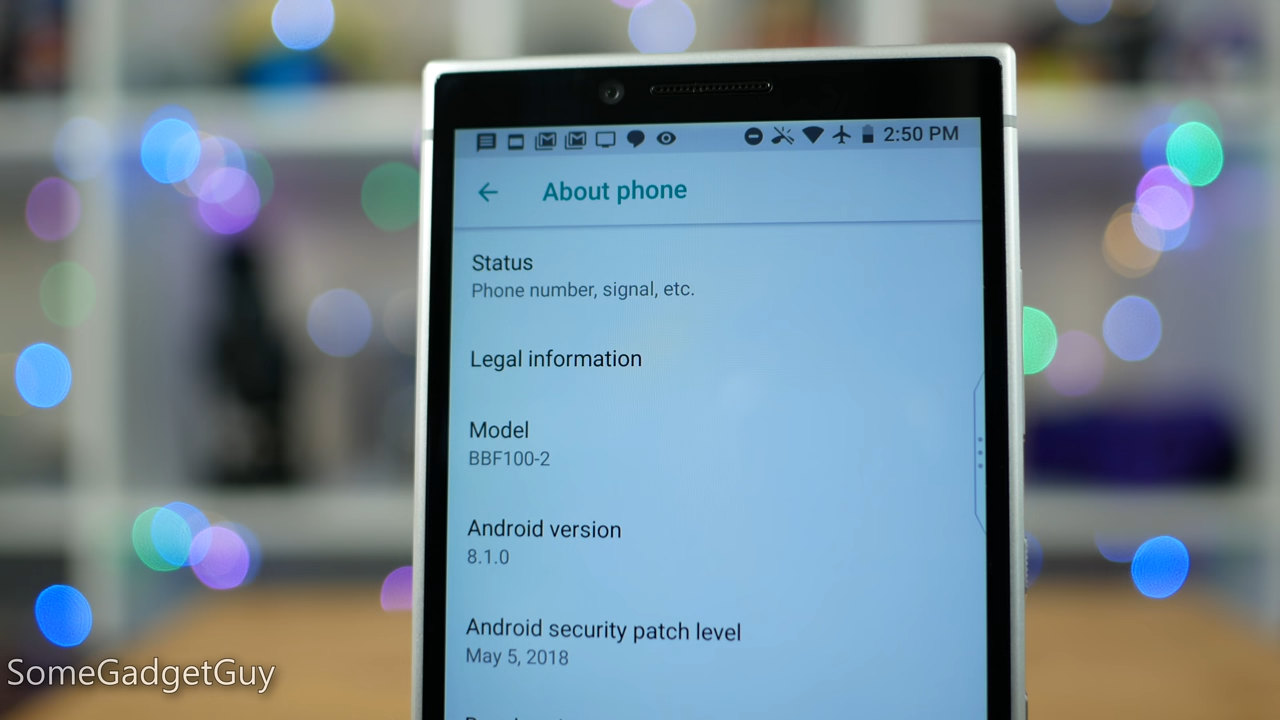 2:50 PM
About phone
Status
Phone number, signal, etc.
Legal information
Model
BBF100-2
Android version
8.1.0
Android security patch level
May 5, 2018
SomeGadgetGuy